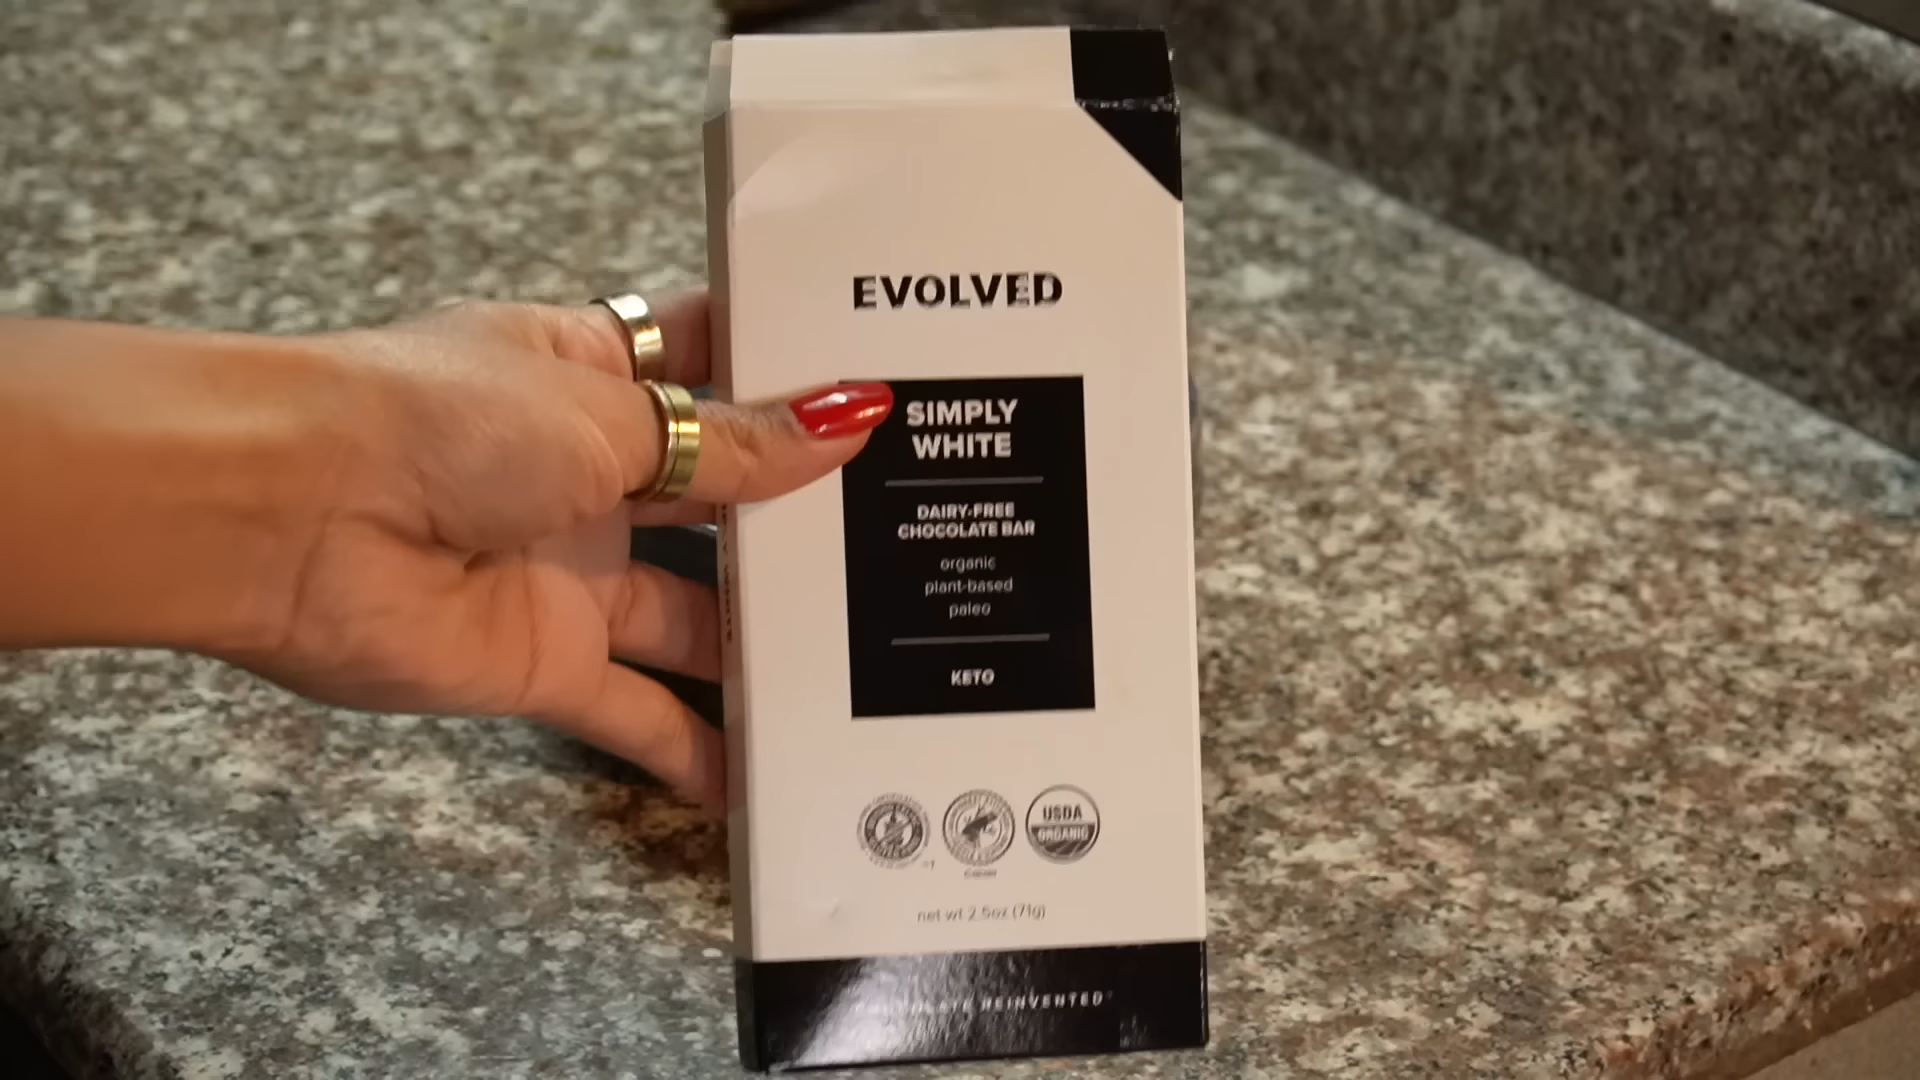 EVOLVED
SIMPLY
WHITE
DAIRY-FREE
CHOCOLATE BAR
organic
plant-based
paleo
KETO
USDA
ORGANIC
net wt 2.5oz (71g)
CHOCOLATE REINVENTED